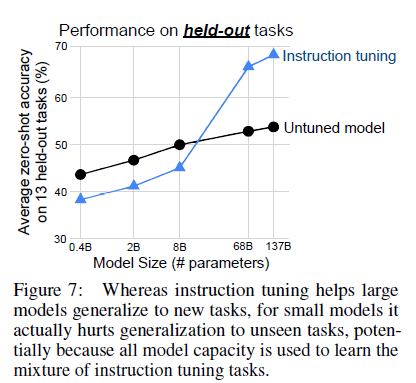 Performance on held-out tasks
Average zero-shot accuracy
on 13 held-out tasks (%)
70
60
50
40
30
Instruction tuning
Untuned model
0.4B 2B 8B 68B 137B
Model Size (# parameters)
Figure 7: Whereas instruction tuning helps large
models generalize to new tasks, for small models it
actually hurts generalization to unseen tasks, poten-
tially because all model capacity is used to learn the
mixture of instruction tuning tasks.